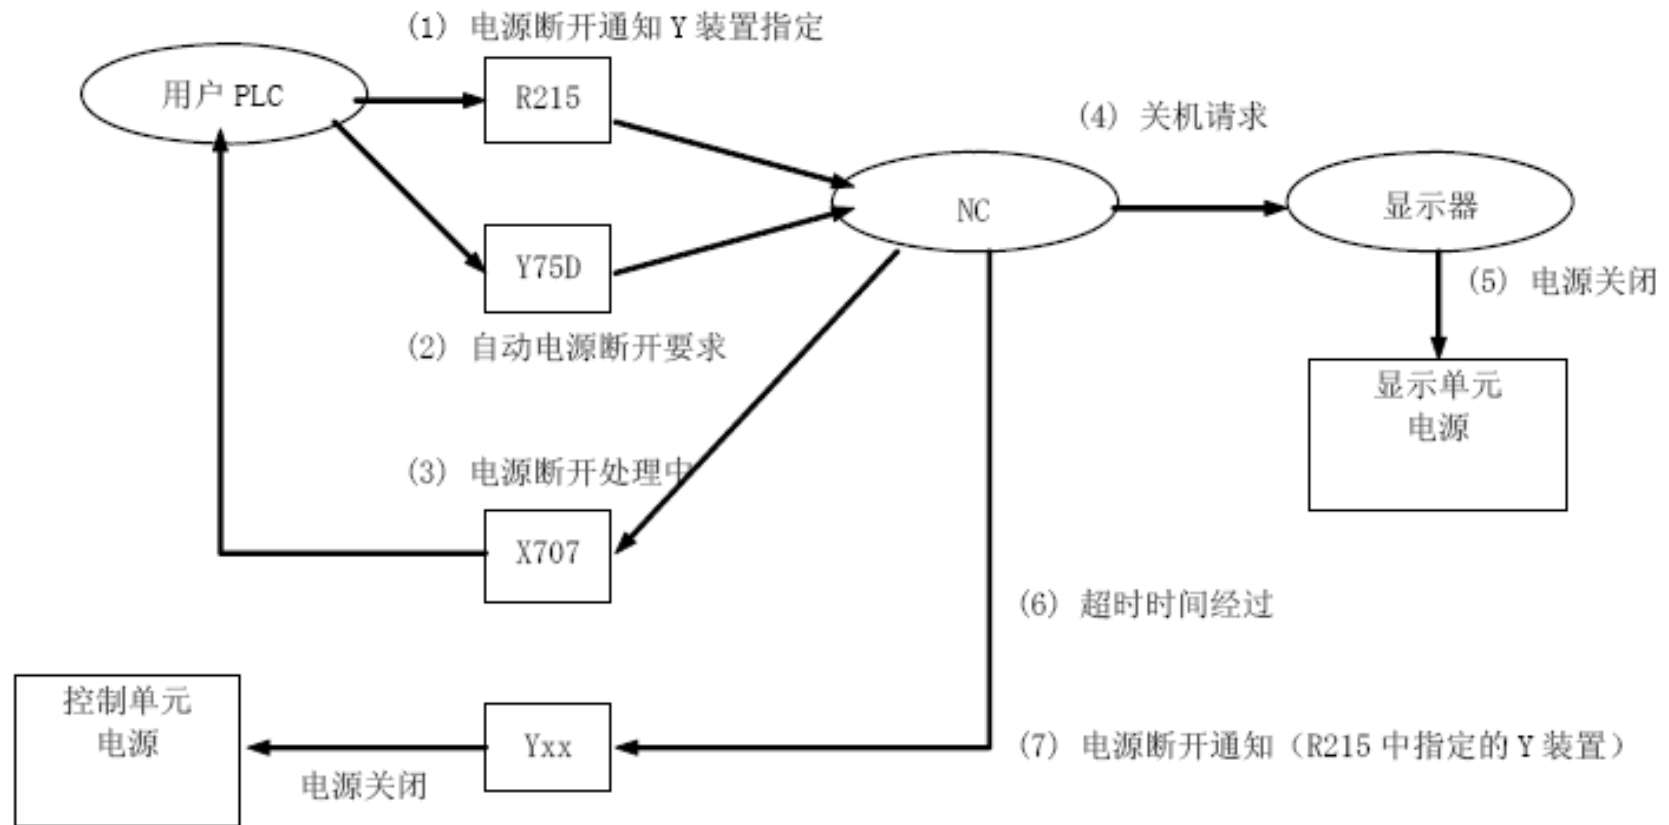 (1) 电源断开通知 Y 装置指定
用户 PLC
R215
(4) 关机请求
NC
显示器
Y75D
(5) 电源关闭
(2) 自动电源断开要求
显示单元
电源
(3) 电源断开处理中
X707
(6) 超时时间经过
控制单元
电源
Yxx
(7) 电源断开通知（R215 中指定的 Y 装置）
电源关闭